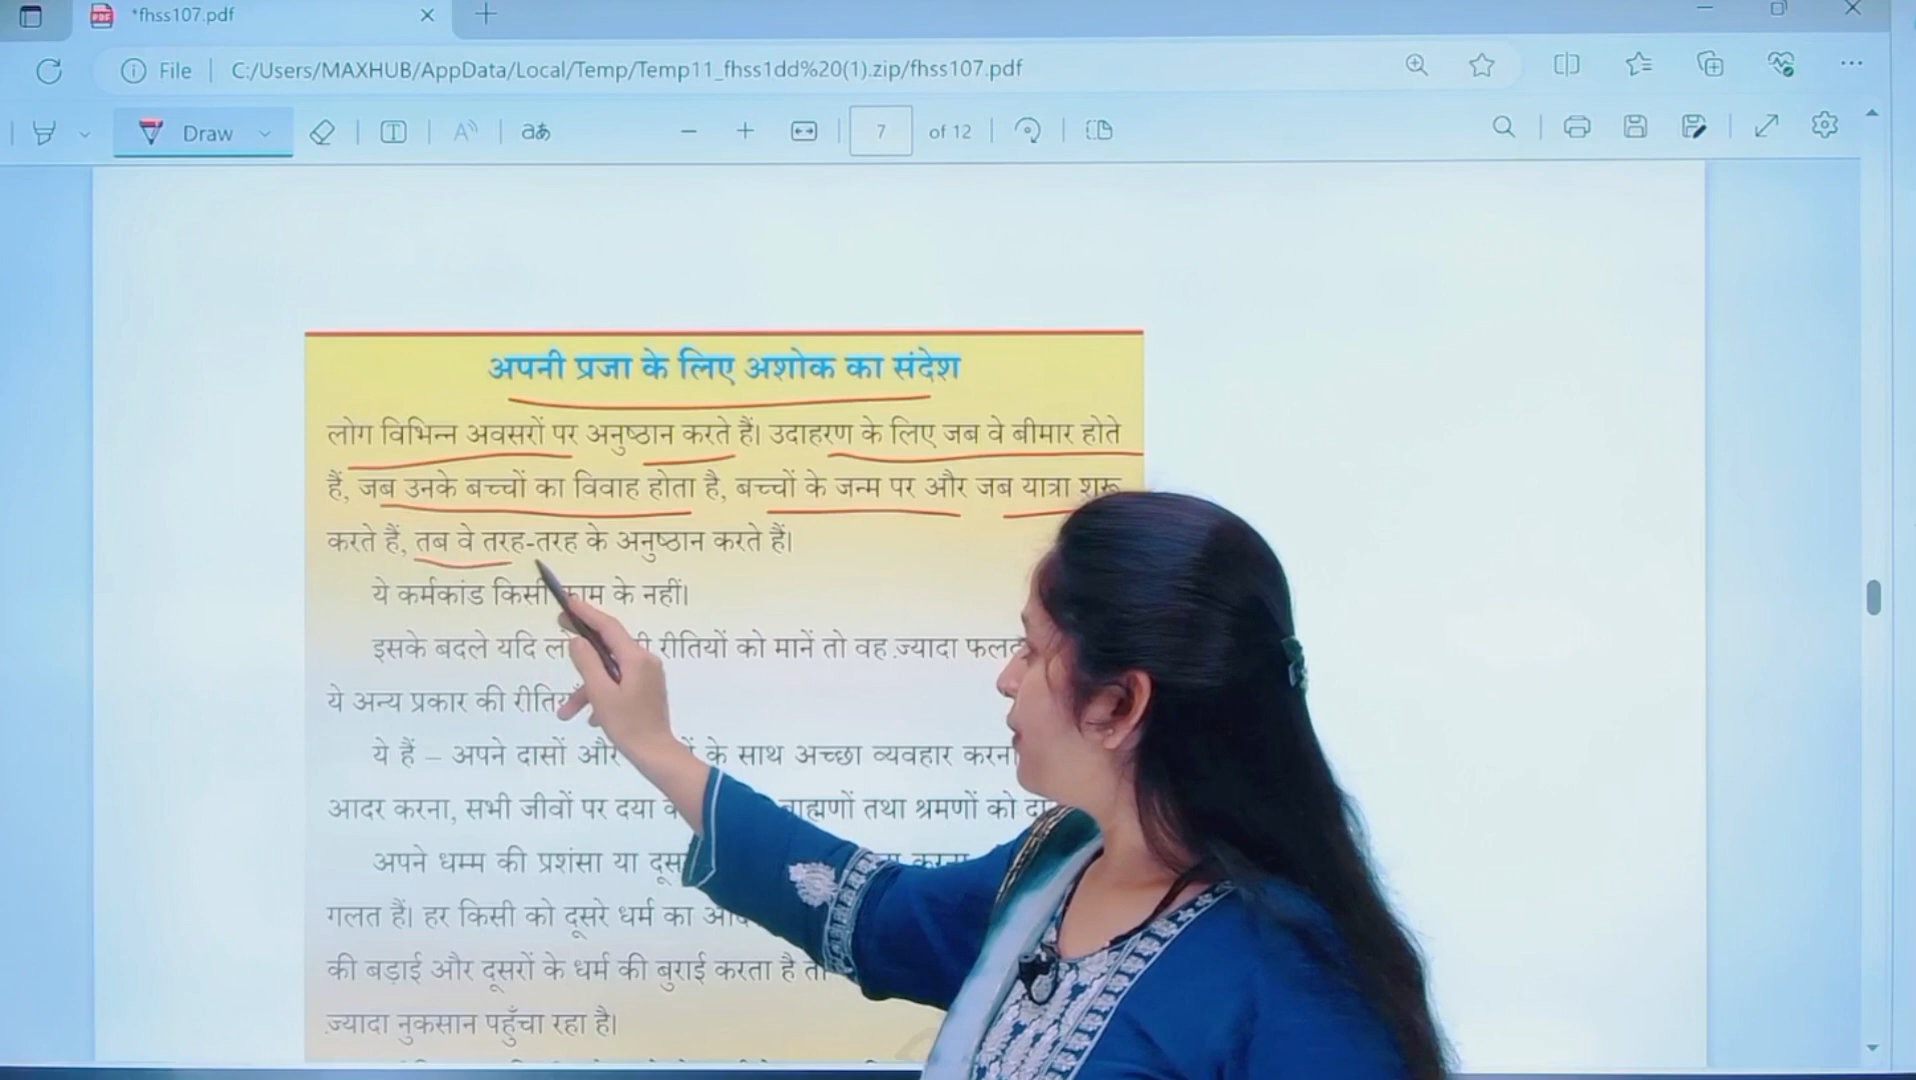 *fhss107.pdf
File
C:/Users/MAXHUB/AppData/Local/Temp/Temp11_fhss1dd%20(1).zip/fhss107.pdf
Draw
7 of 12
अपनी प्रजा के लिए अशोक का संदेश
लोग विभिन्न अवसरों पर अनुष्ठान करते हैं। उदाहरण के लिए जब वे बीमार होते
हैं, जब उनके बच्चों का विवाह होता है, बच्चों के जन्म पर और जब यात्रा शुरू
करते हैं, तब वे तरह-तरह के अनुष्ठान करते हैं।
ये कर्मकांड किसी काम के नहीं।
इसके बदले यदि रीतियों को मानें तो वह ज़्यादा
ये अन्य प्रकार की
ये हैं – अपने दासों और के साथ अच्छा व्यवहार करना
आदर करना, सभी जीवों पर दया ब्राह्मणों तथा श्रमणों को
अपने धम्म की प्रशंसा या करना
गलत हैं। हर किसी को दूसरे धर्म का
की बड़ाई और दूसरों के धर्म की बुराई करता है
ज़्यादा नुकसान पहुँचा रहा है।